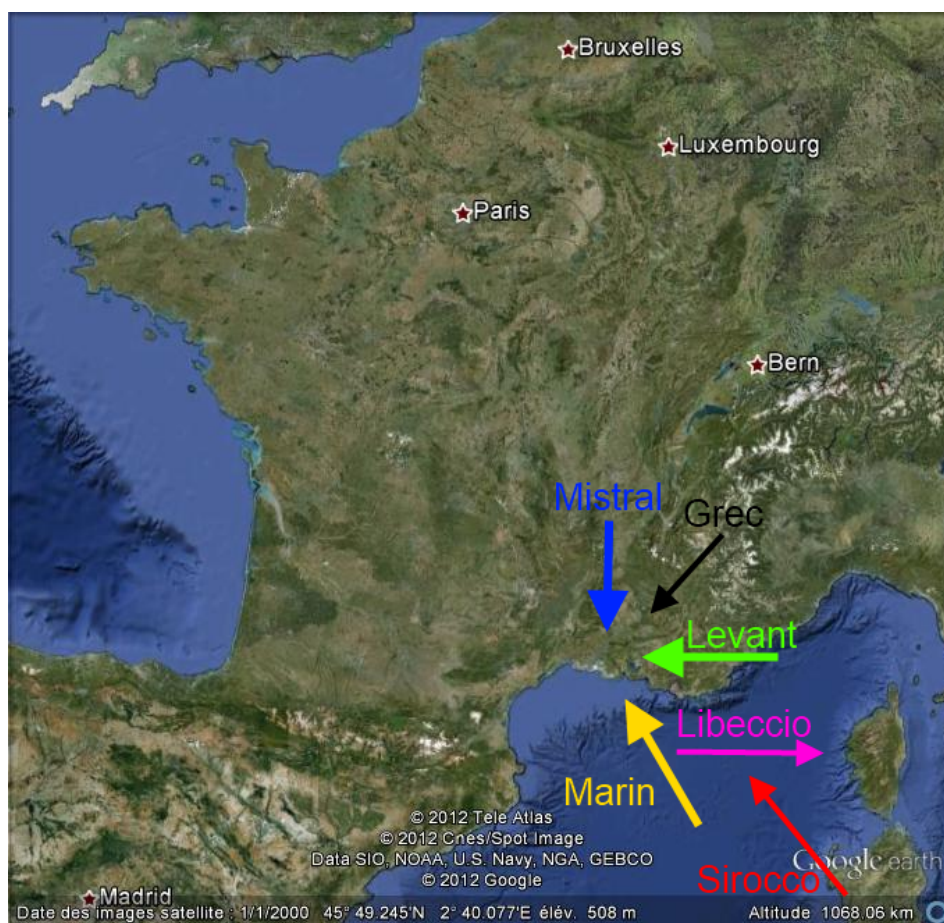 Bruxelles
Luxembourg
Paris
Bern
Mistral
Grec
Levant
Libeccio
Marin
© 2012 Tele Atlas
© 2012 Cnes/Spot Image
Data SIO, NOAA, U.S. Navy, NGA, GEBCO
© 2012 Google
Google earth
Sirocco
Madrid
Date des images satellite : 1/1/2000 45° 49.245'N 2° 40.077'E élév. 508 m Altitude 1068.06 km